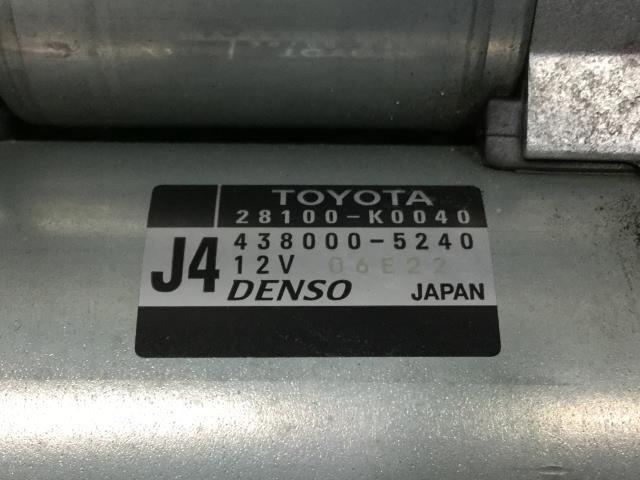 TOYOTA
28100-K0040
J4
438000-5240
12V 06E22
DENSO JAPAN